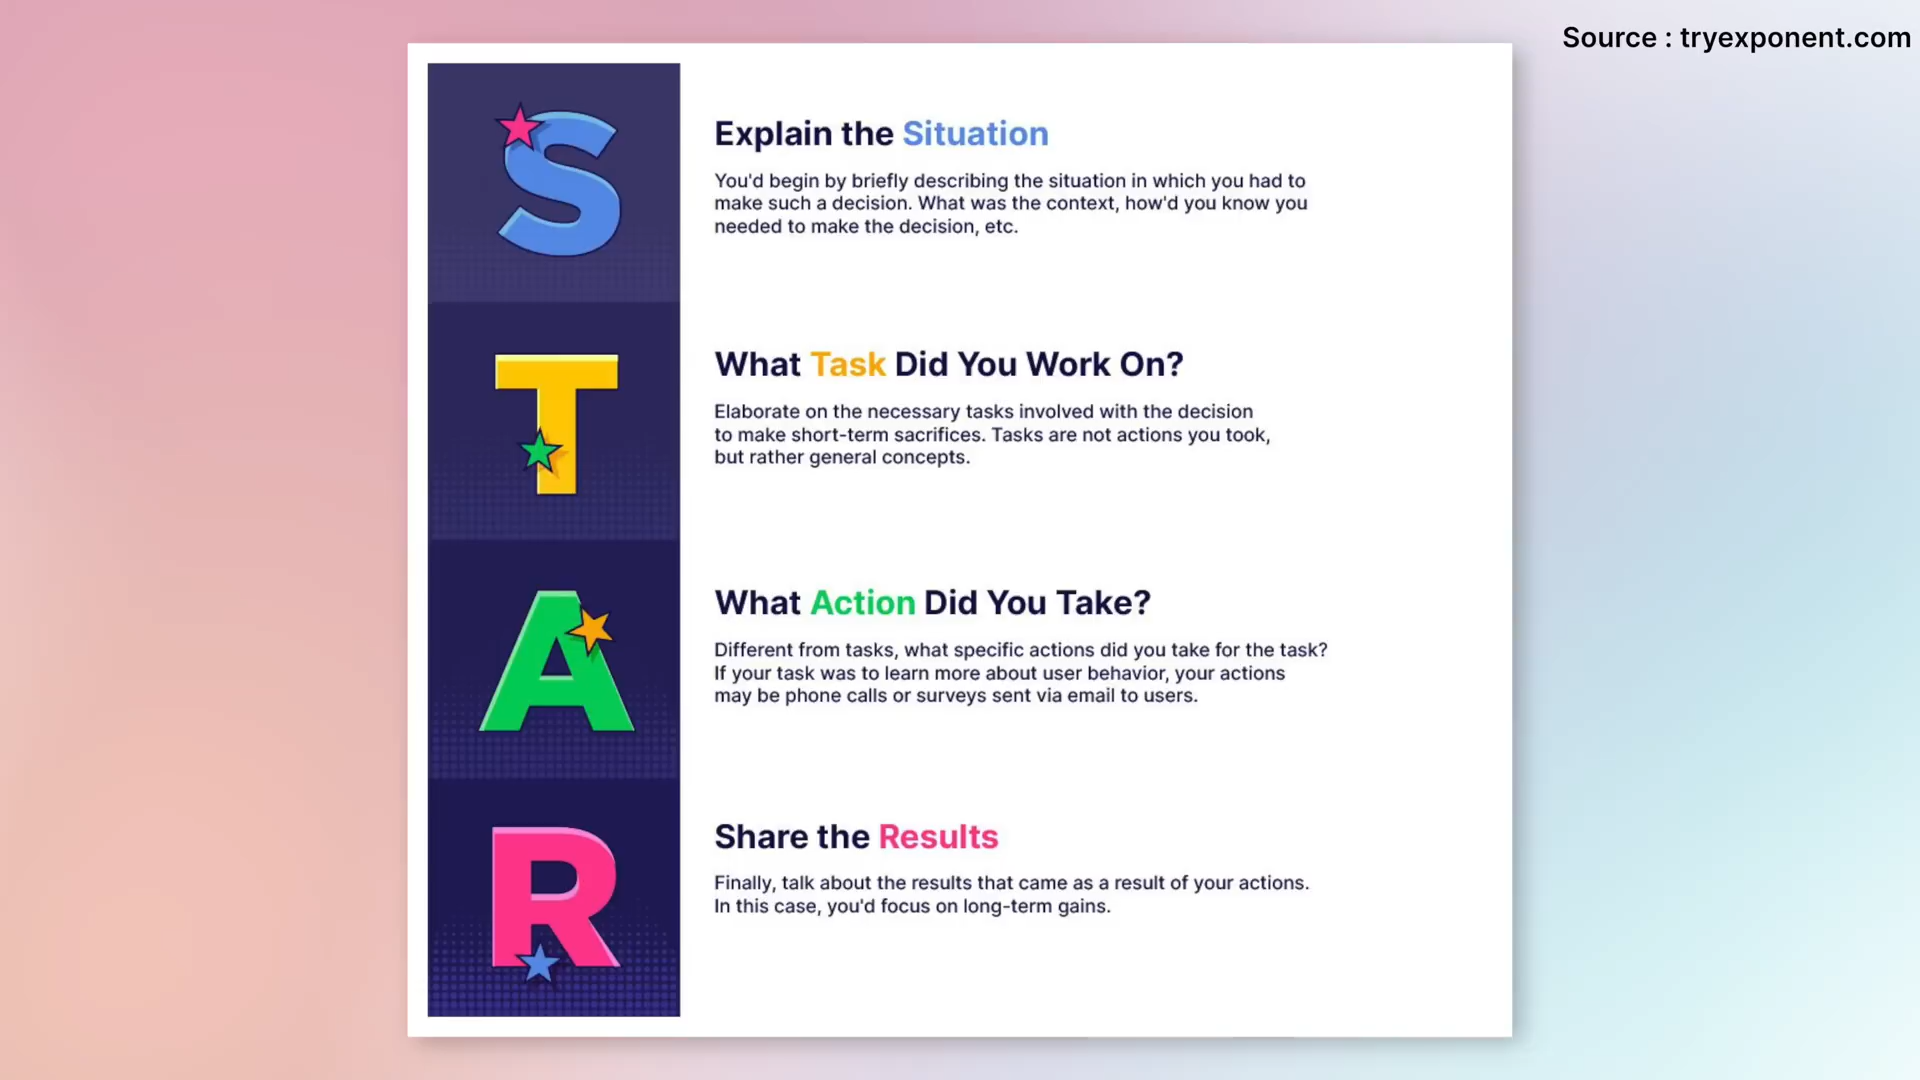 Source : tryexponent.com
S
Explain the Situation
You'd begin by briefly describing the situation in which you had to
make such a decision. What was the context, how'd you know you
needed to make the decision, etc.
T
What Task Did You Work On?
Elaborate on the necessary tasks involved with the decision
to make short-term sacrifices. Tasks are not actions you took,
but rather general concepts.
A
What Action Did You Take?
Different from tasks, what specific actions did you take for the task?
If your task was to learn more about user behavior, your actions
may be phone calls or surveys sent via email to users.
R
Share the Results
Finally, talk about the results that came as a result of your actions.
In this case, you'd focus on long-term gains.